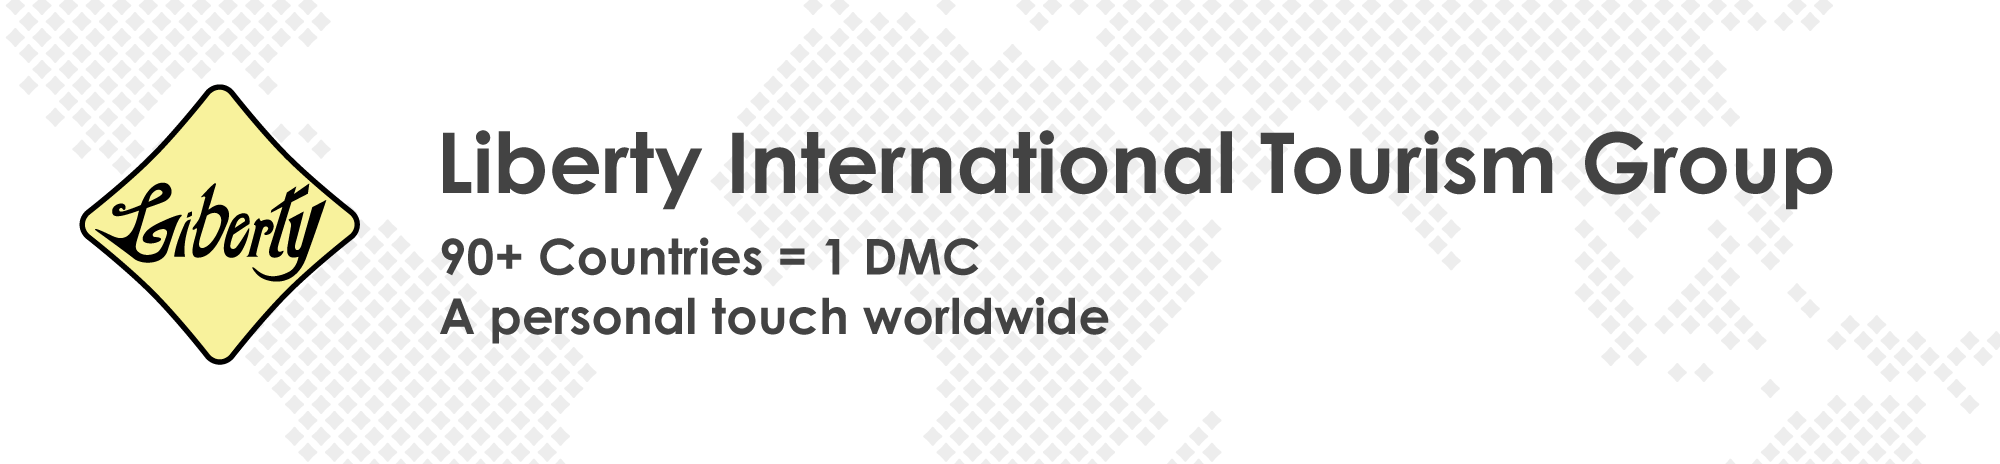 Liberty
Liberty International Tourism Group
90+ Countries = 1 DMC
A personal touch worldwide